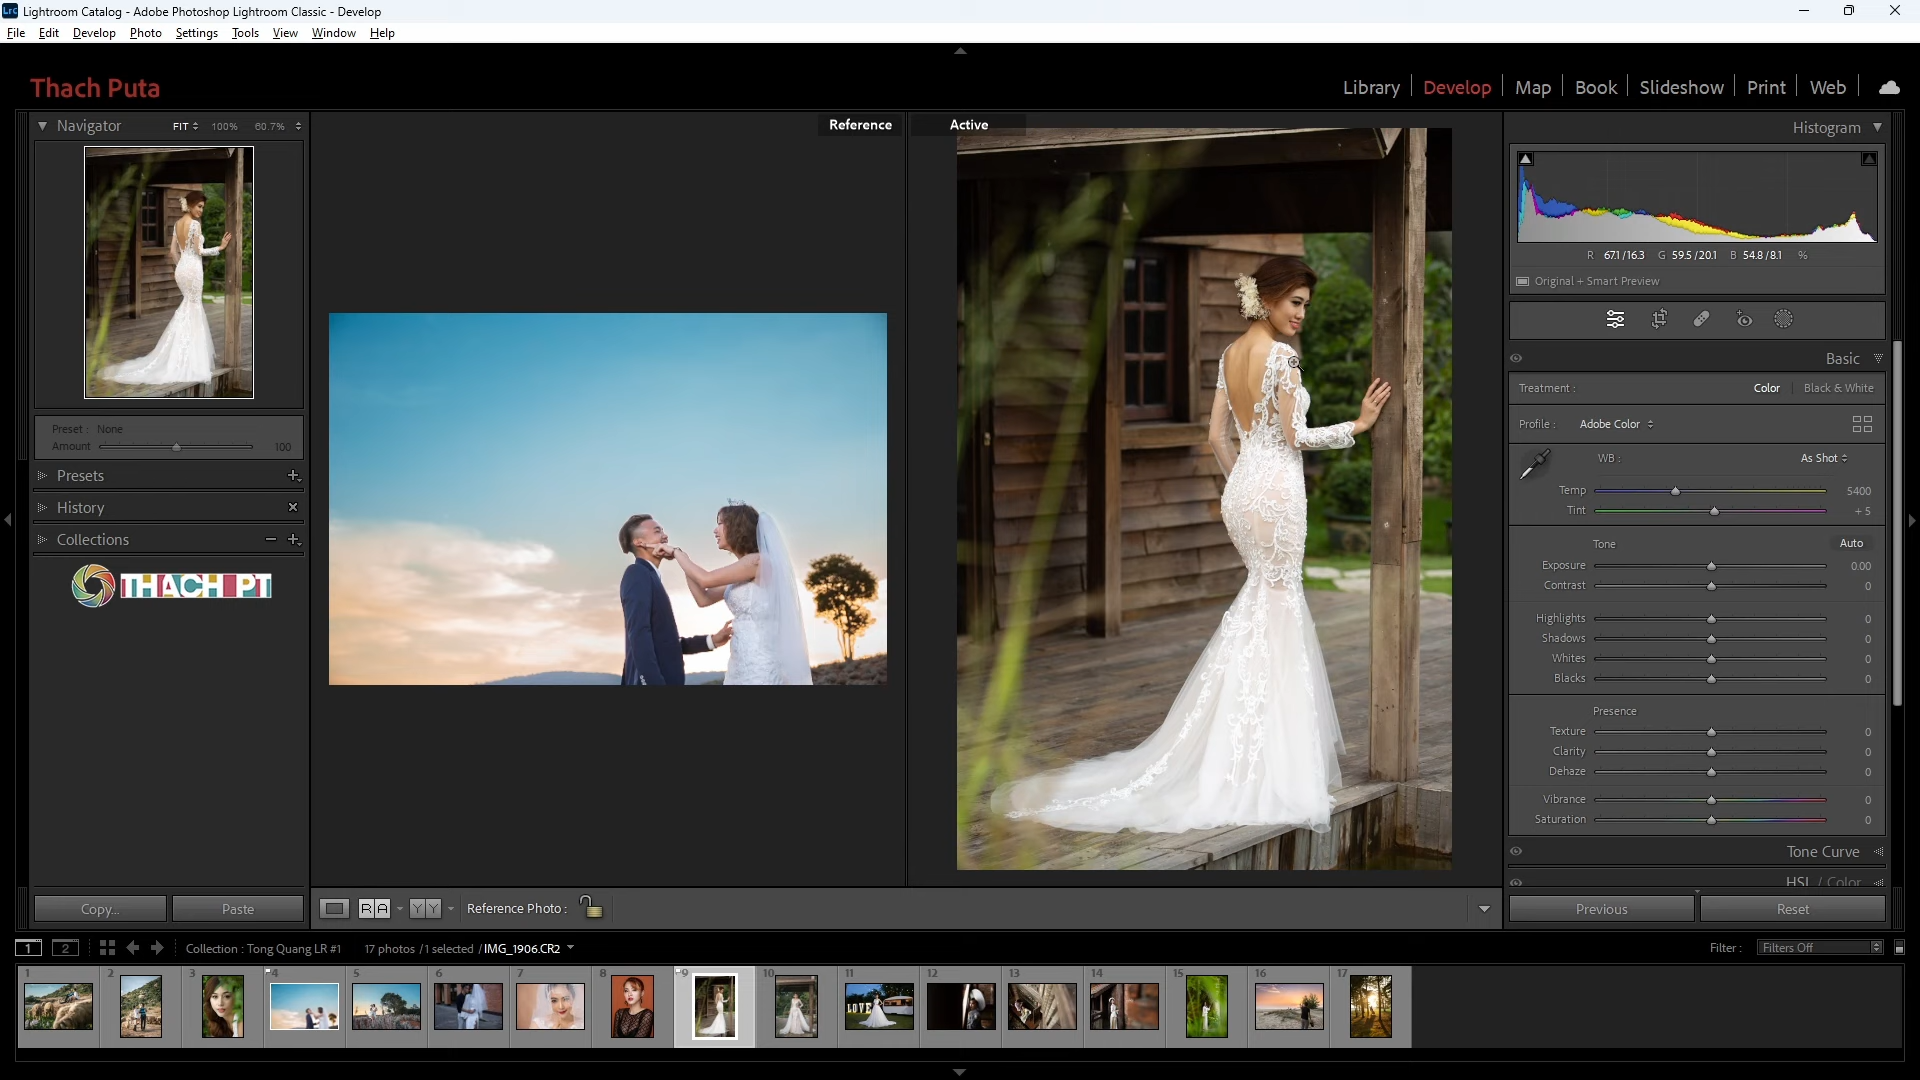 Lightroom Catalog - Adobe Photoshop Lightroom Classic - Develop
File Edit Develop Photo Settings Tools View Window Help
Thach Puta
Library Develop Map Book Slideshow Print Web
Navigator FIT 100% 60.7%
Reference
Active
Histogram
R 67.1/16.3 G 59.5/20.1 B 54.8/8.1 %
Original + Smart Preview
Basic
Treatment : Color Black & White
Profile : Adobe Color
WB : As Shot
Temp 5400
Tint + 5
Tone Auto
Exposure 0.00
Contrast 0
Highlights 0
Shadows 0
Whites 0
Blacks 0
Presence
Texture 0
Clarity 0
Dehaze 0
Vibrance 0
Saturation 0
Tone Curve
HSL / Color
Previous Reset
Preset : None
Amount 100
Presets
History
Collections
THACH PT
Copy... Paste
R A Y Y Reference Photo :
1 2 Collection : Tong Quang LR #1 17 photos / 1 selected / IMG_1906.CR2 Filter : Filters Off
1 2 3 4 5 6 7 8 9 10 11 12 13 14 15 16 17
LOVE